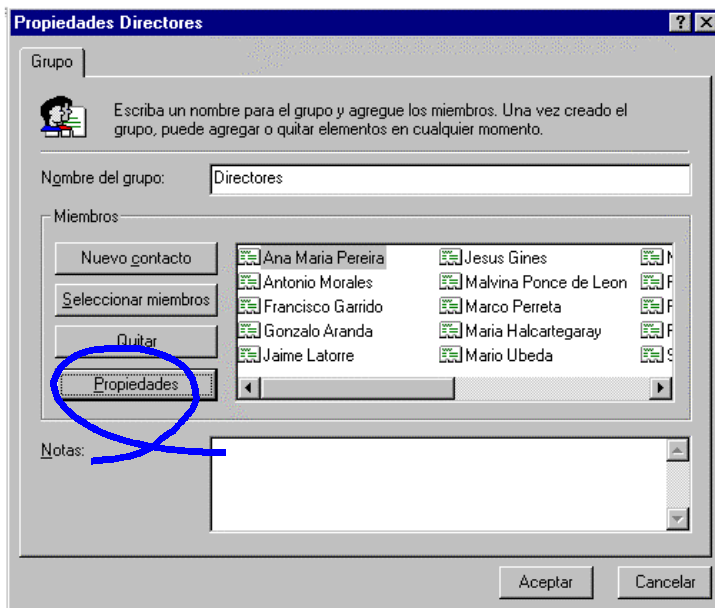 Propiedades Directores
Grupo
Escriba un nombre para el grupo y agregue los miembros. Una vez creado el
grupo, puede agregar o quitar elementos en cualquier momento.
Nombre del grupo: Directores
Miembros
Nuevo contacto
Seleccionar miembros
Quitar
Propiedades
Ana Maria Pereira
Antonio Morales
Francisco Garrido
Gonzalo Aranda
Jaime Latorre
Jesus Gines
Malvina Ponce de Leon
Marco Perreta
Maria Halcartegaray
Mario Ubeda
Notas:
Aceptar
Cancelar